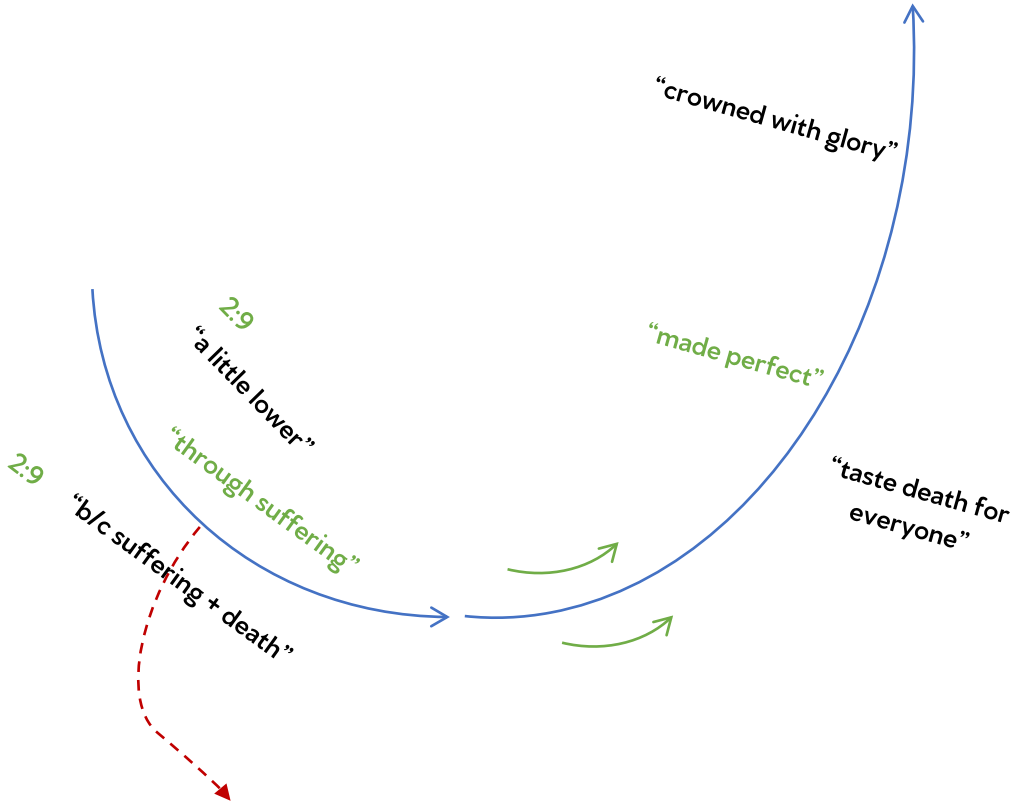 “crowned with glory”
2:9
“a little lower”
“made perfect”
“through suffering”
2:9
“b/c suffering + death”
“taste death for
everyone”